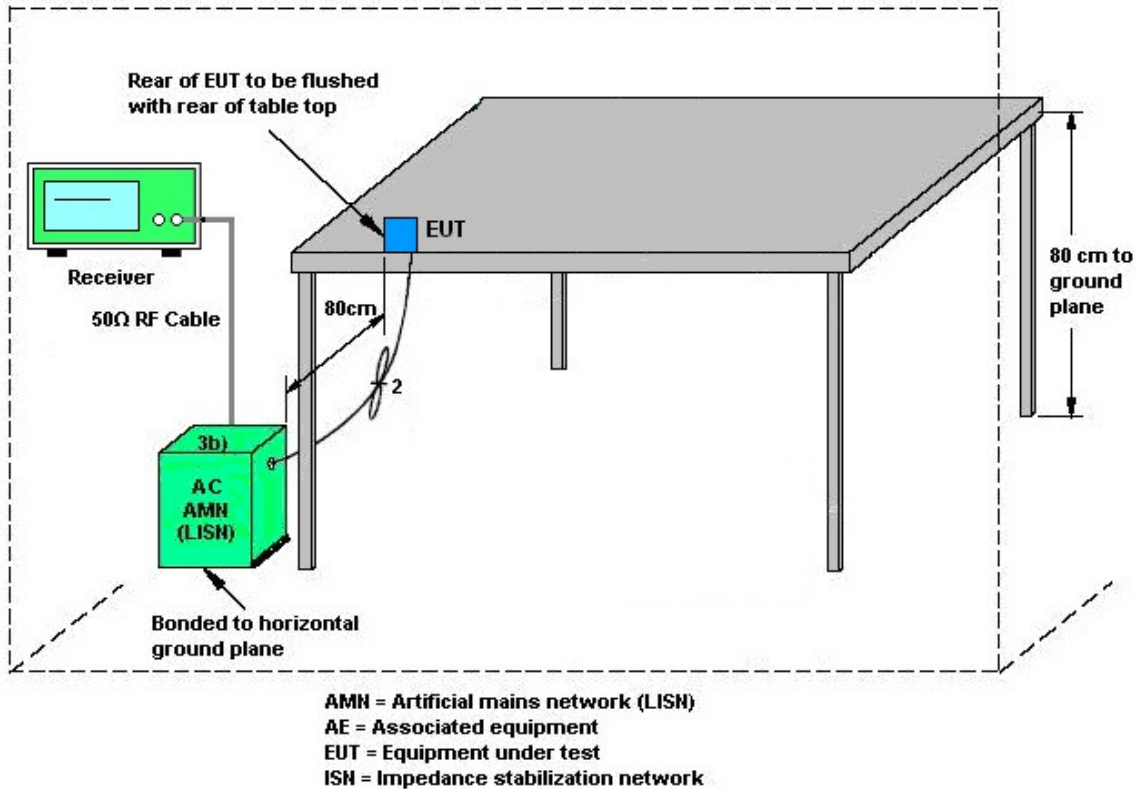 Rear of EUT to be flushed
with rear of table top
EUT
Receiver
50Ω RF Cable
80cm
80 cm to
ground
plane
2
3b)
AC
AMN
(LISN)
Bonded to horizontal
ground plane
AMN = Artificial mains network (LISN)
AE = Associated equipment
EUT = Equipment under test
ISN = Impedance stabilization network